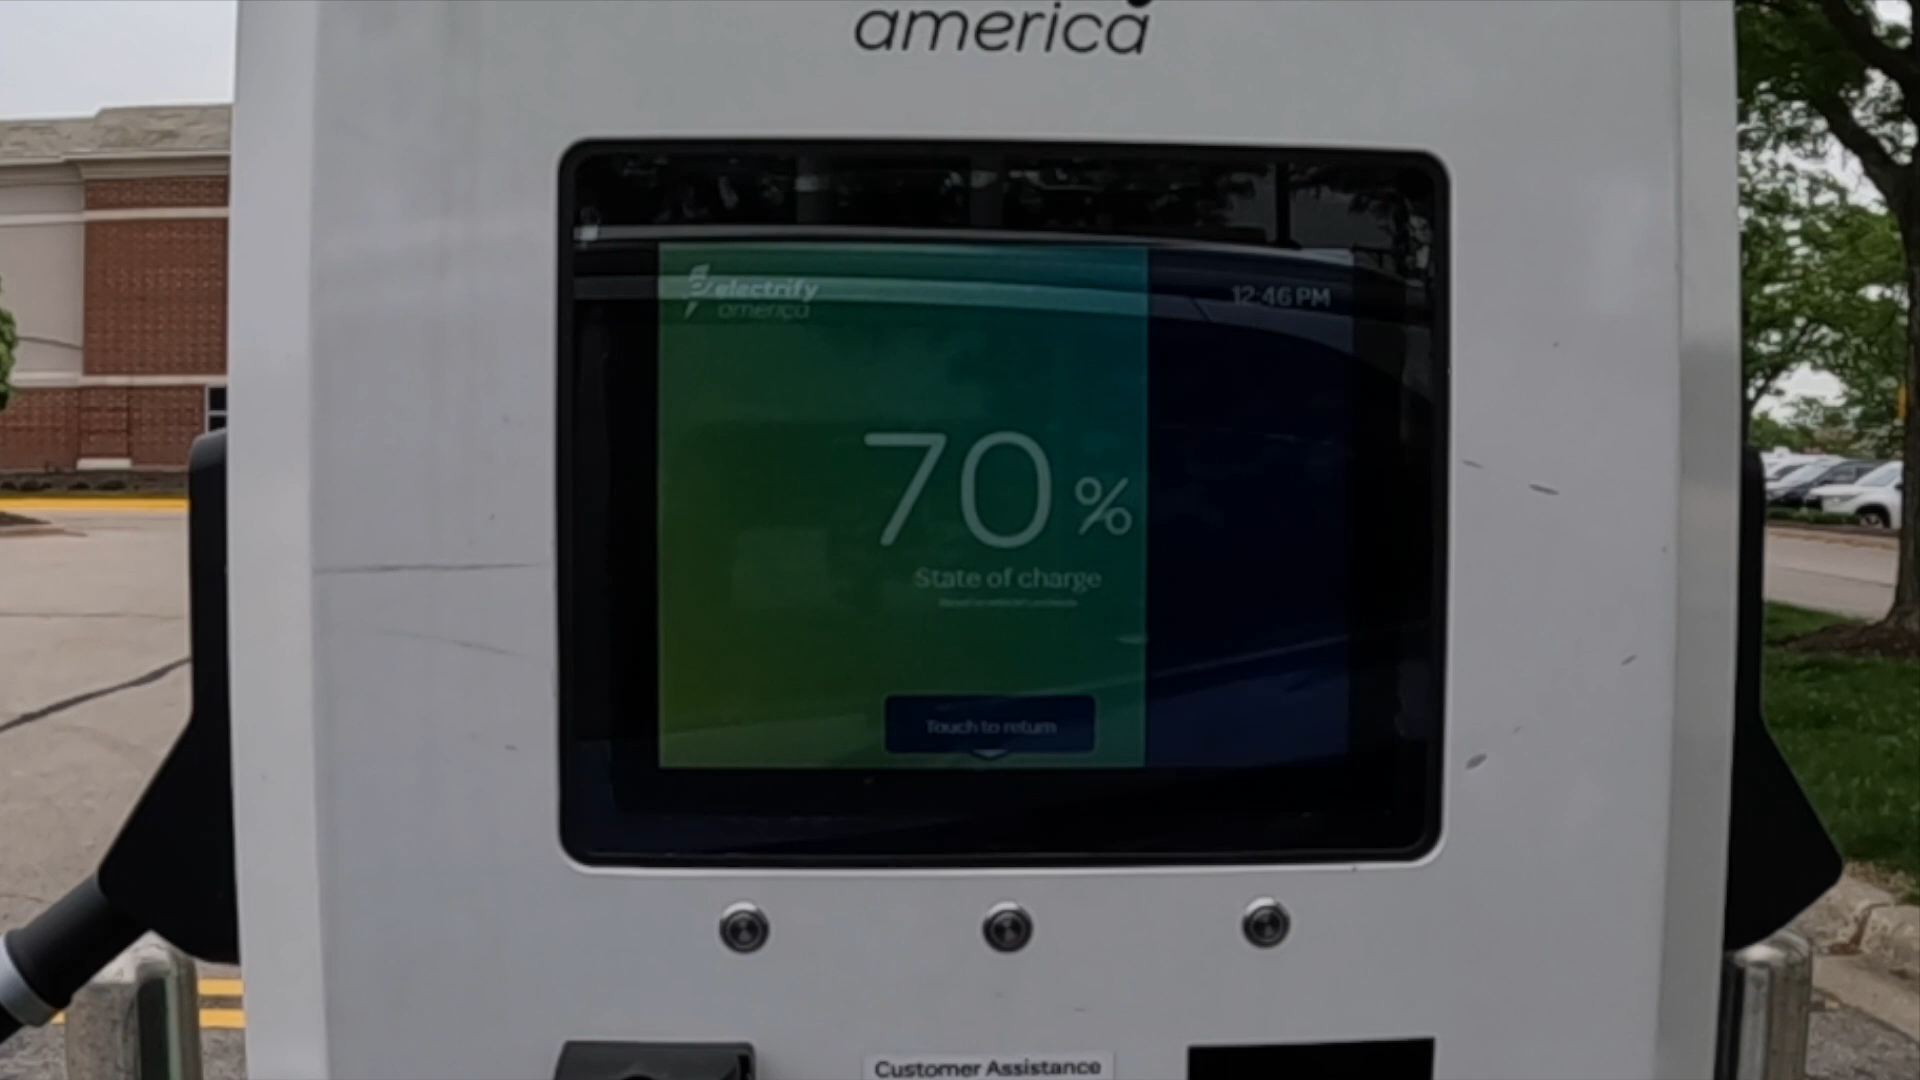 america
electrify
america
12:46 PM
70%
State of charge
Touch to return
Customer Assistance